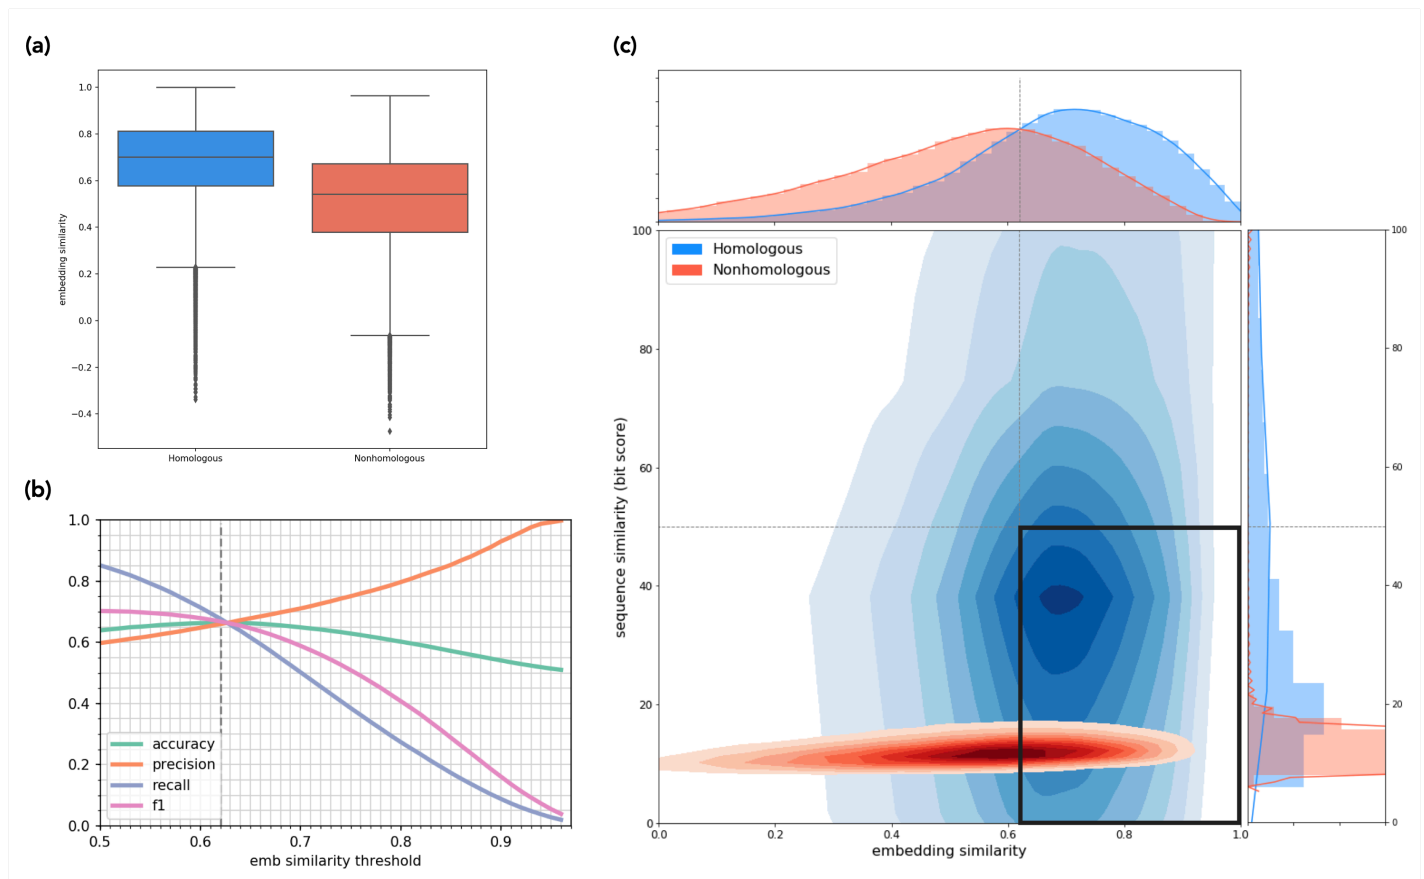 (a)
1.0
0.8
0.6
0.4
0.2
0.0
−0.2
−0.4
embedding similarity
Homologous
Nonhomologous
(b)
1.0
0.8
0.6
0.4
0.2
0.0
accuracy
precision
recall
f1
0.5
0.6
0.7
0.8
0.9
emb similarity threshold
(c)
Homologous
Nonhomologous
100
80
60
40
20
0
sequence similarity (bit score)
0.0
0.2
0.4
0.6
0.8
1.0
embedding similarity
100
80
60
40
20
0